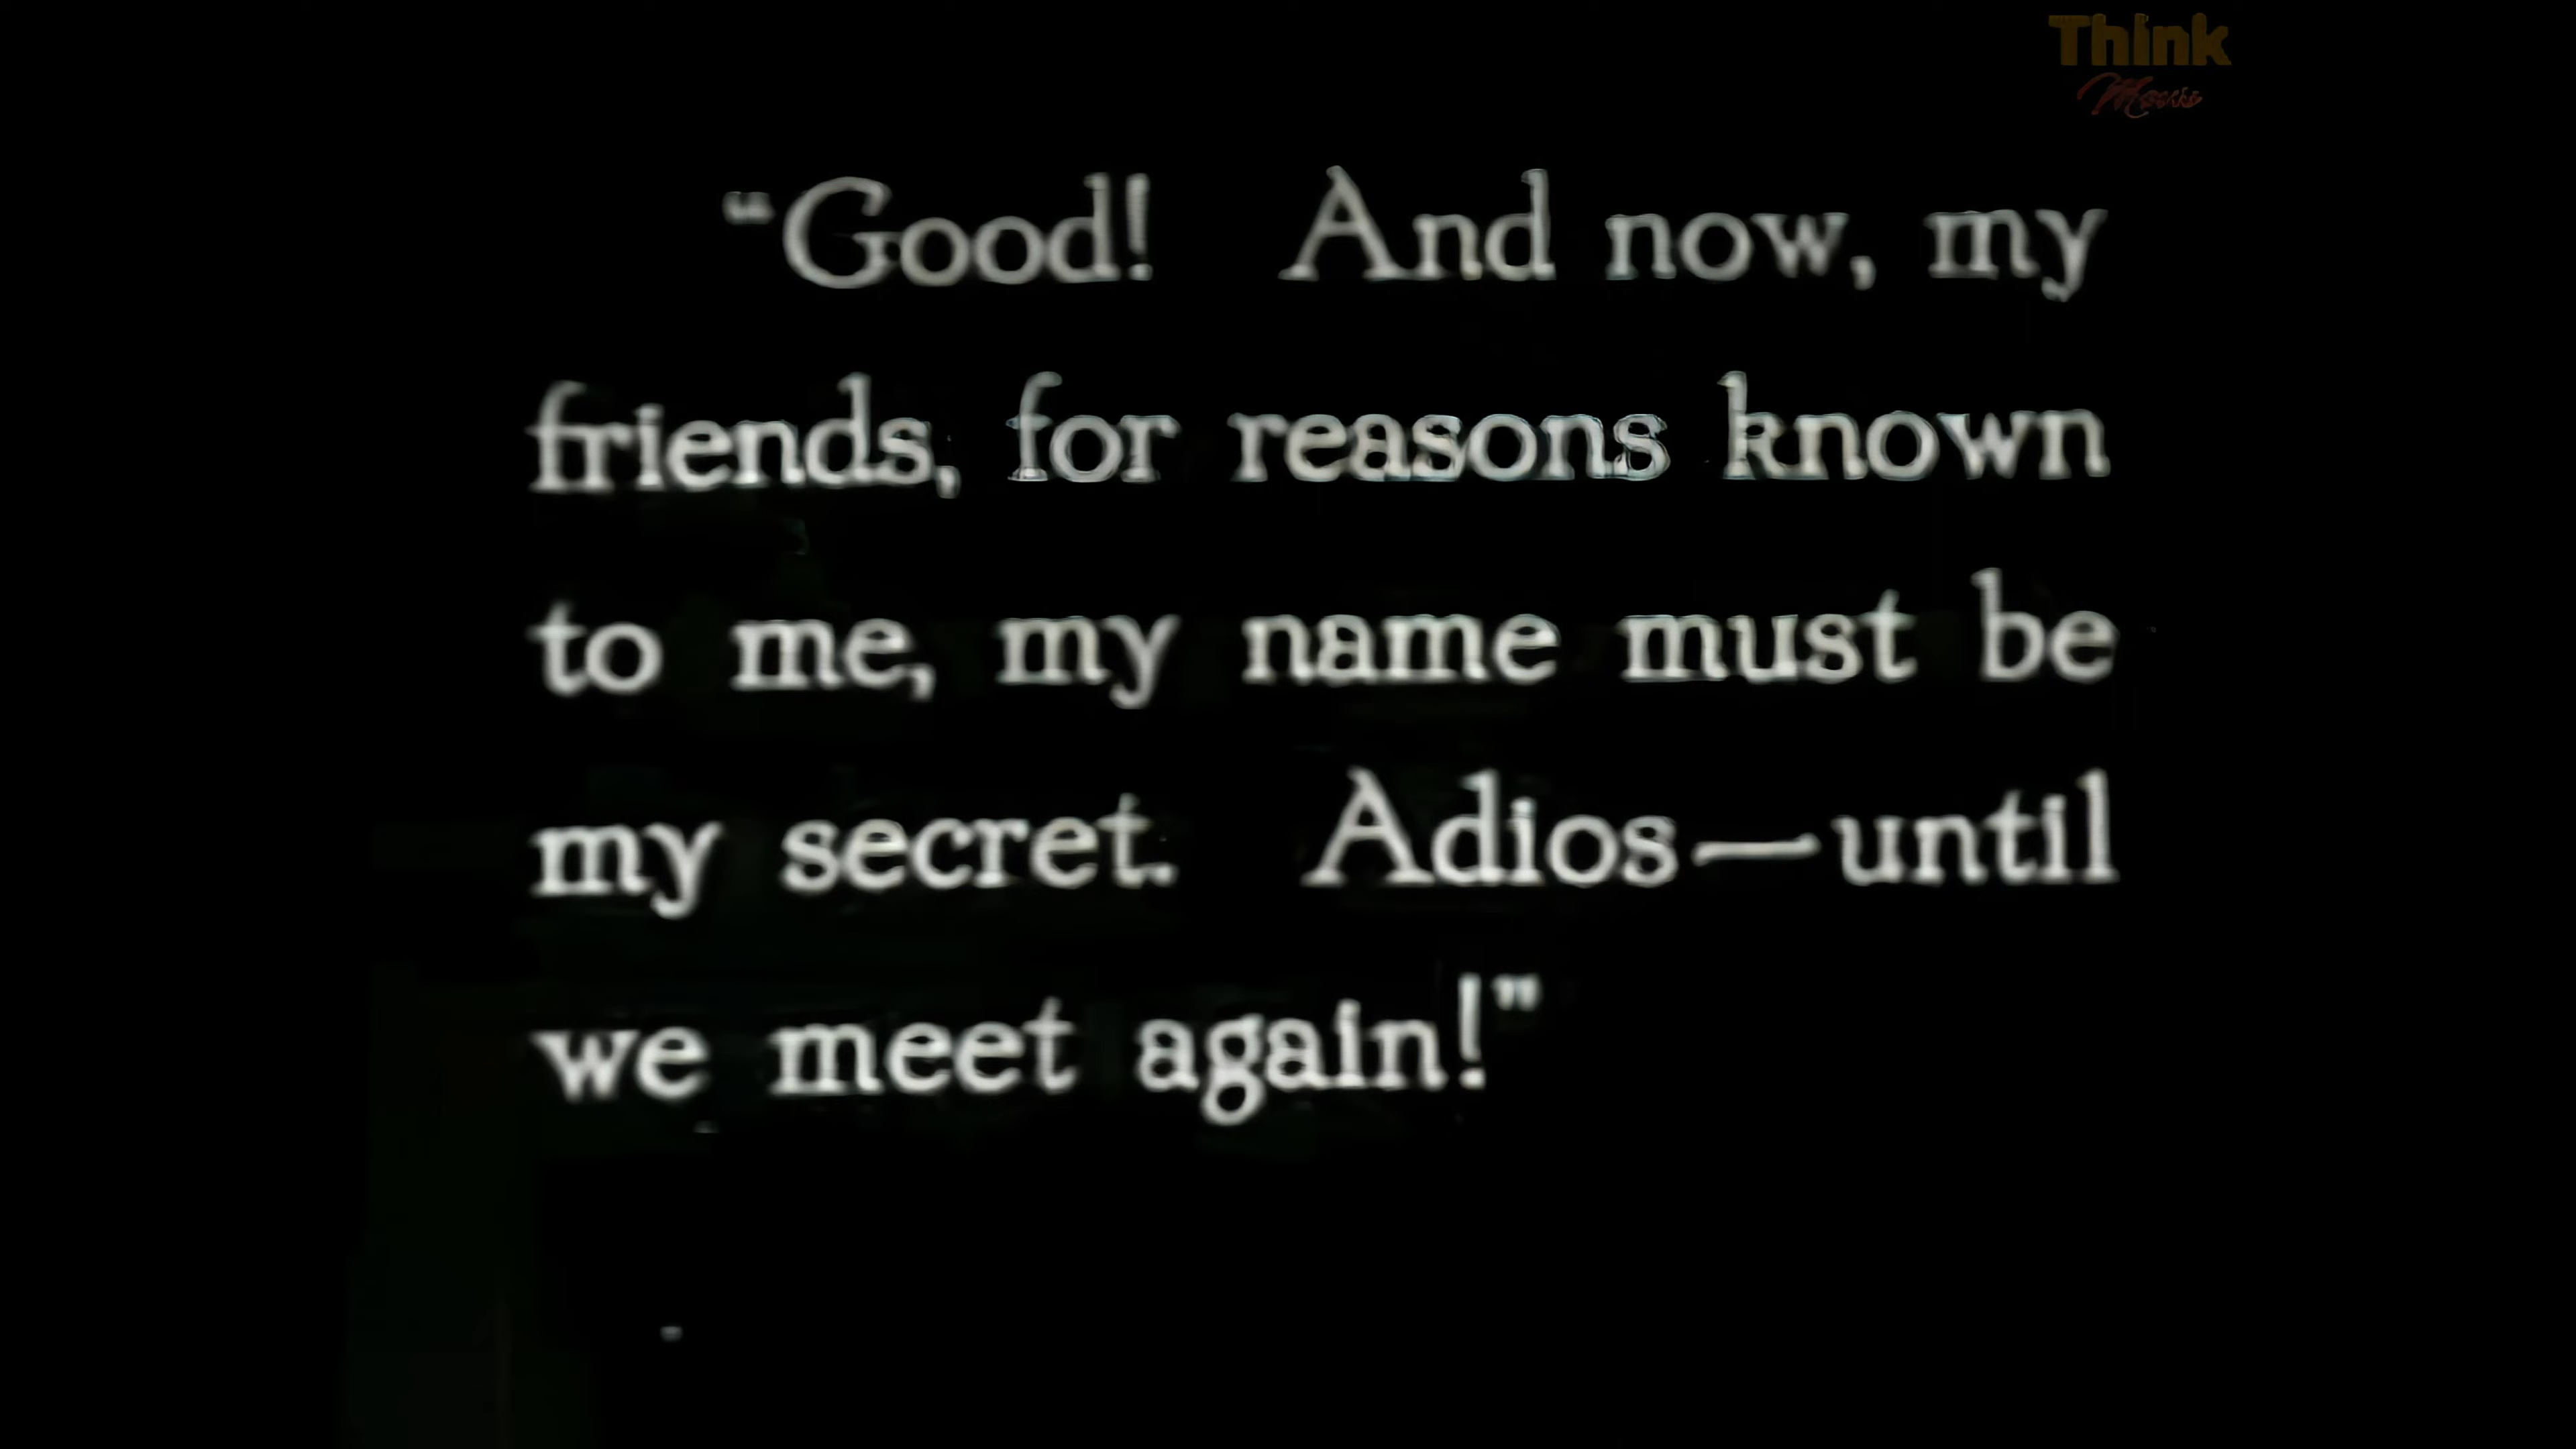 Think
Movie
“Good! And now, my
friends, for reasons known
to me, my name must be
my secret. Adios—until
we meet again!”